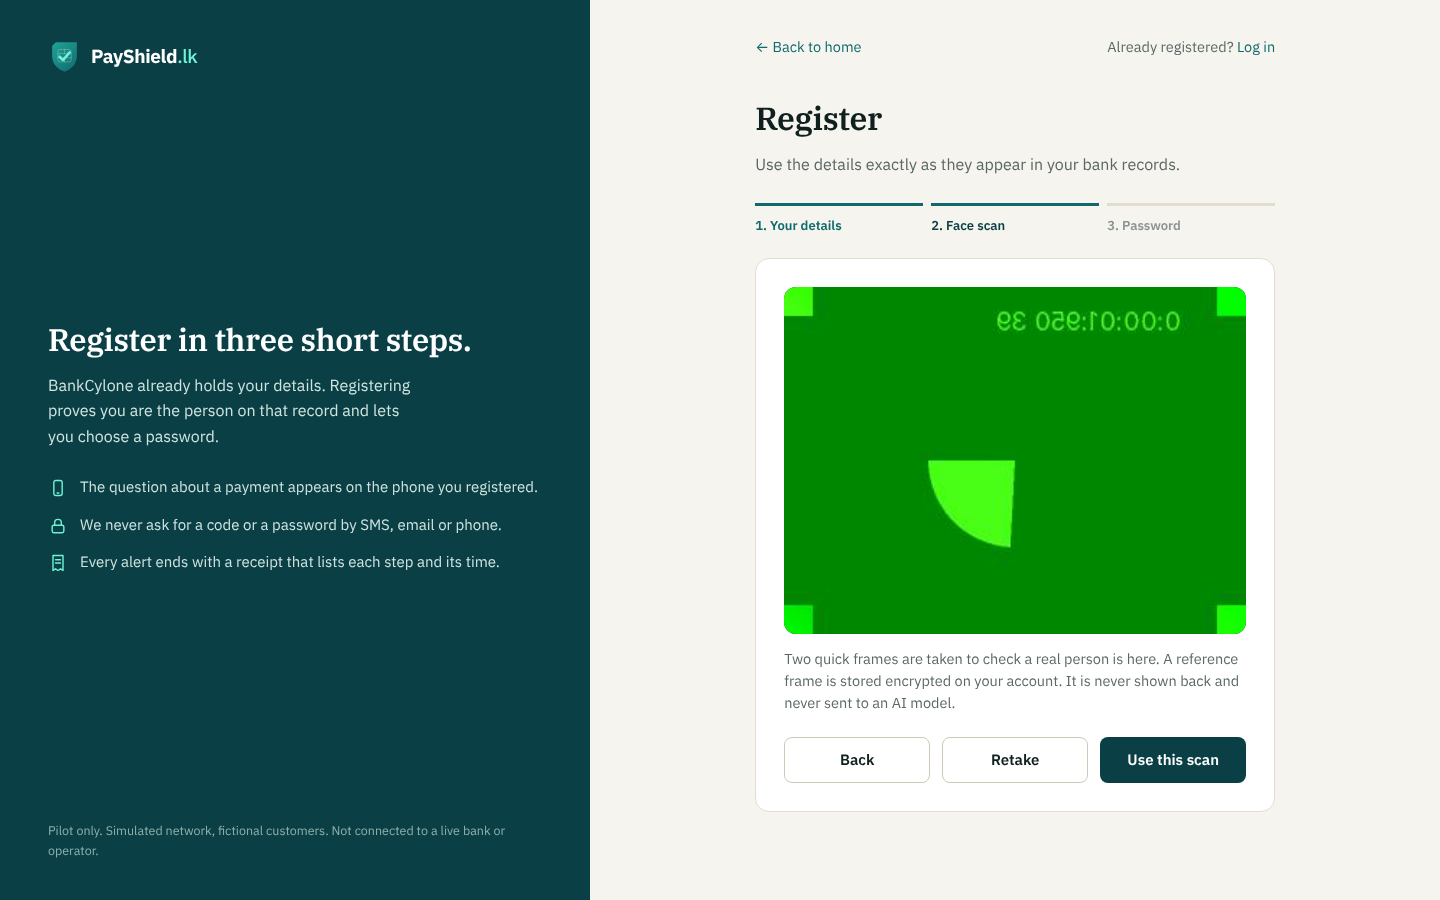 PayShield.lk
Register in three short steps.
BankCylone already holds your details. Registering
proves you are the person on that record and lets
you choose a password.
The question about a payment appears on the phone you registered.
We never ask for a code or a password by SMS, email or phone.
Every alert ends with a receipt that lists each step and its time.
Pilot only. Simulated network, fictional customers. Not connected to a live bank or
operator.
← Back to home
Already registered? Log in
Register
Use the details exactly as they appear in your bank records.
1. Your details
2. Face scan
3. Password
0:00:01:950 39
Two quick frames are taken to check a real person is here. A reference
frame is stored encrypted on your account. It is never shown back and
never sent to an AI model.
Back
Retake
Use this scan